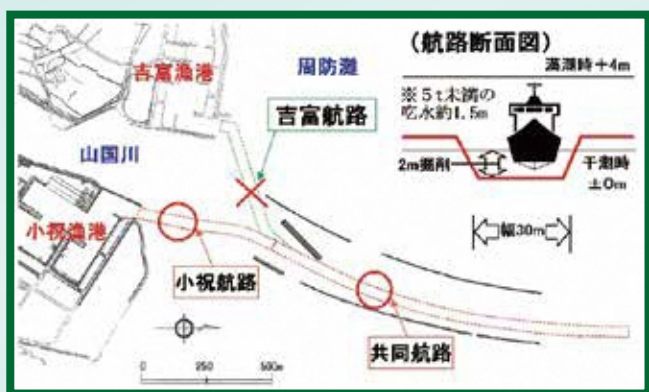 (航路断面図)
満潮時+4m
※5t未満の
吃水約1.5m
2m掘削
干潮時
±0m
幅30m
周防灘
吉富漁港
吉富航路
山国川
小祝漁港
小祝航路
共同航路
0 250 500m